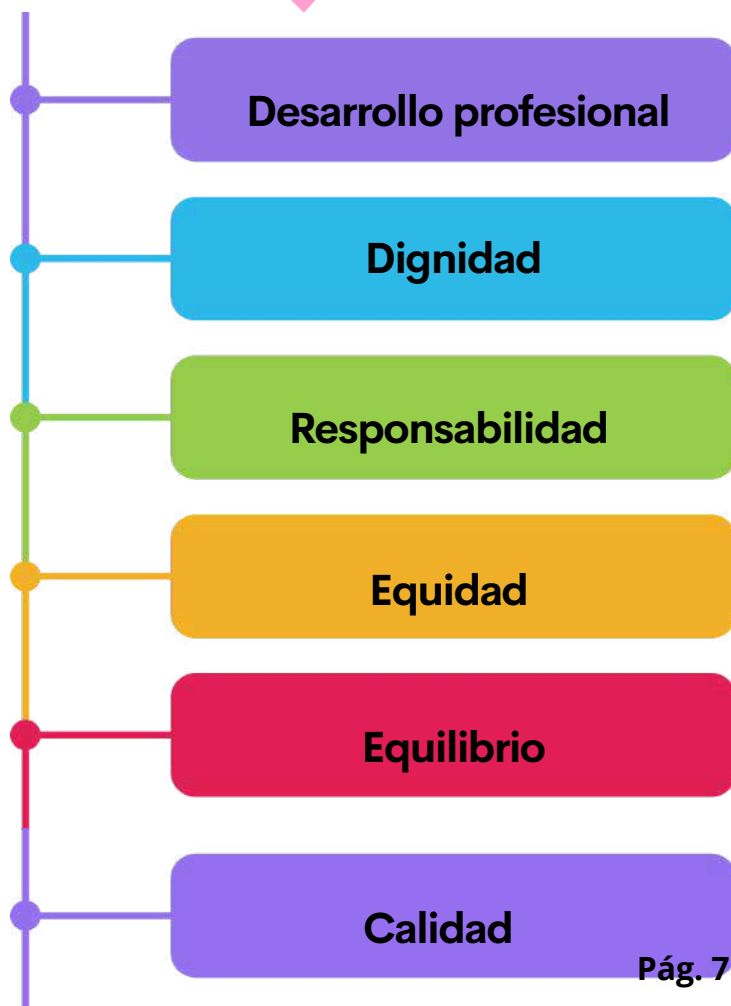 Desarrollo profesional
Dignidad
Responsabilidad
Equidad
Equilibrio
Calidad
Pág. 7